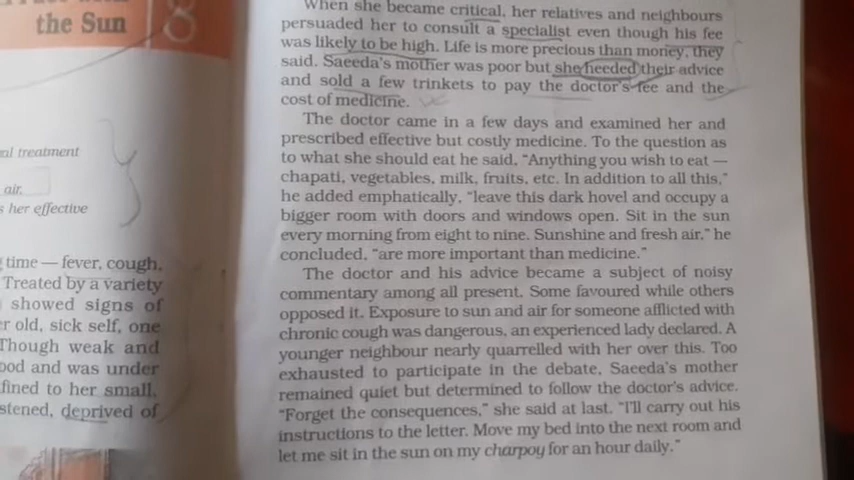 the Sun
8
al treatment
air.
s her effective
time — fever, cough,
Treated by a variety
showed signs of
r old, sick self, one
Though weak and
ood and was under
fined to her small,
stened, deprived of
When she became critical, her relatives and neighbours
persuaded her to consult a specialist even though his fee
was likely to be high. Life is more precious than money, they
said. Saeeda's mother was poor but she heeded their advice
and sold a few trinkets to pay the doctor's fee and the
cost of medicine.
The doctor came in a few days and examined her and
prescribed effective but costly medicine. To the question as
to what she should eat he said, “Anything you wish to eat —
chapati, vegetables, milk, fruits, etc. In addition to all this,”
he added emphatically, “leave this dark hovel and occupy a
bigger room with doors and windows open. Sit in the sun
every morning from eight to nine. Sunshine and fresh air,” he
concluded, “are more important than medicine.”
The doctor and his advice became a subject of noisy
commentary among all present. Some favoured while others
opposed it. Exposure to sun and air for someone afflicted with
chronic cough was dangerous, an experienced lady declared. A
younger neighbour nearly quarrelled with her over this. Too
exhausted to participate in the debate, Saeeda's mother
remained quiet but determined to follow the doctor's advice.
“Forget the consequences,” she said at last. “I'll carry out his
instructions to the letter. Move my bed into the next room and
let me sit in the sun on my charpoy for an hour daily.”